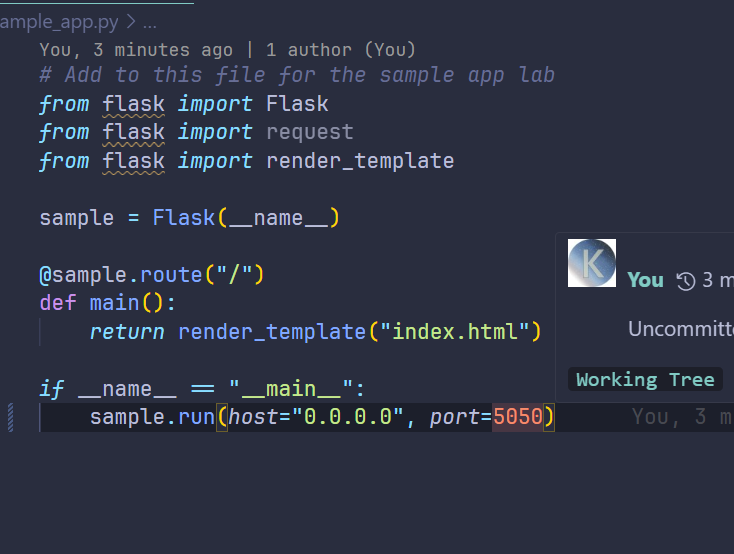 ample_app.py > ...
You, 3 minutes ago | 1 author (You)
# Add to this file for the sample app lab
from flask import Flask
from flask import request
from flask import render_template
sample = Flask(__name__)
@sample.route("/")
def main():
return render_template("index.html")
if __name__ == "__main__":
sample.run(host="0.0.0.0", port=5050)
You, 3 m
K
You 3 m
Uncommitte
Working Tree